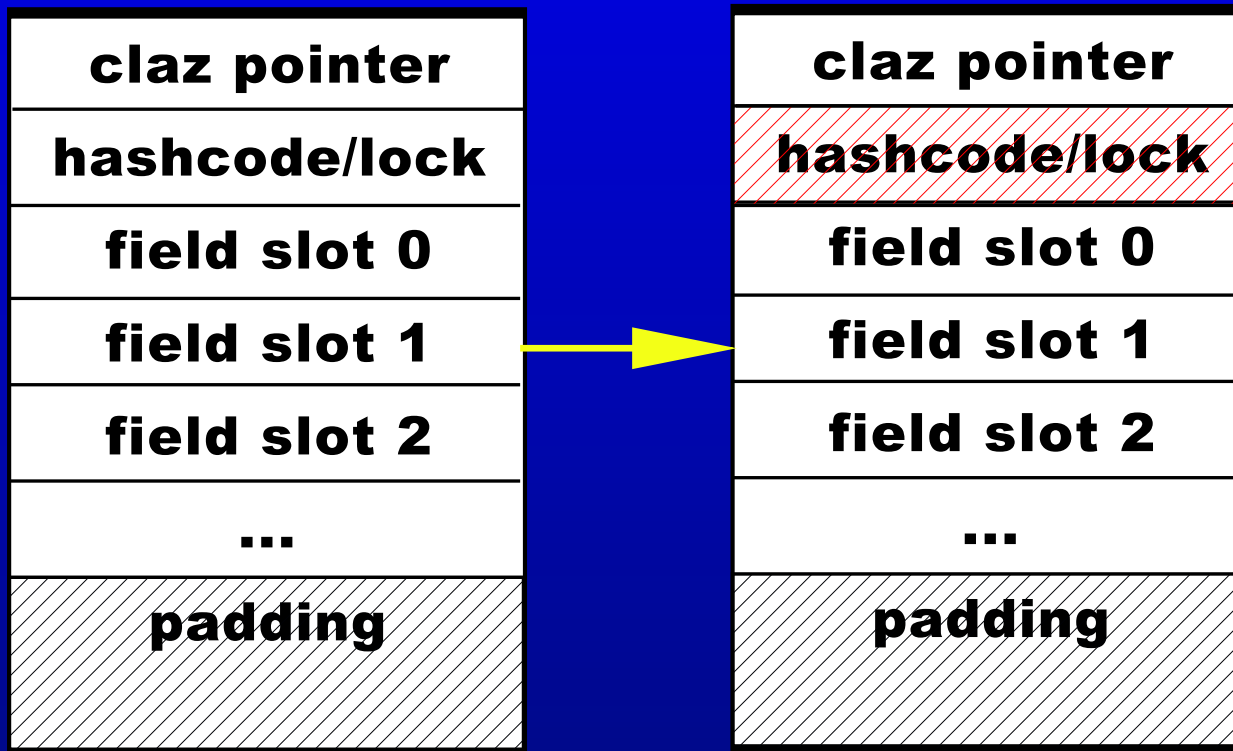 claz pointer
hashcode/lock
field slot 0
field slot 1
field slot 2
...
padding
claz pointer
hashcode/lock
field slot 0
field slot 1
field slot 2
...
padding